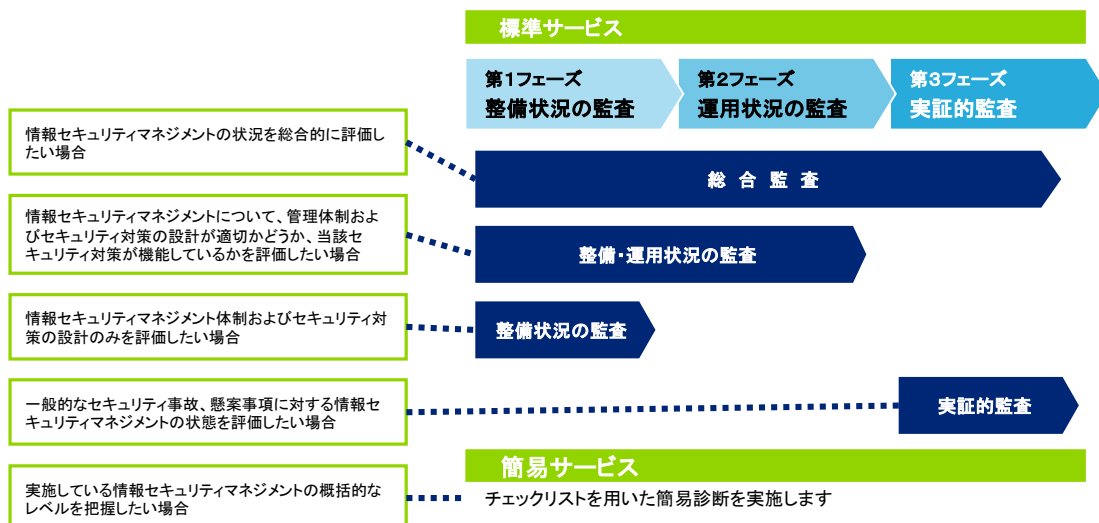 標準サービス
第1フェーズ
整備状況の監査
第2フェーズ
運用状況の監査
第3フェーズ
実証的監査
情報セキュリティマネジメントの状況を総合的に評価し
たい場合
総 合 監 査
情報セキュリティマネジメントについて、管理体制およ
びセキュリティ対策の設計が適切かどうか、当該セ
キュリティ対策が機能しているかを評価したい場合
整備・運用状況の監査
情報セキュリティマネジメント体制およびセキュリティ対
策の設計のみを評価したい場合
整備状況の監査
一般的なセキュリティ事故、懸案事項に対する情報セ
キュリティマネジメントの状態を評価したい場合
実証的監査
簡易サービス
実施している情報セキュリティマネジメントの概括的な
レベルを把握したい場合
チェックリストを用いた簡易診断を実施します